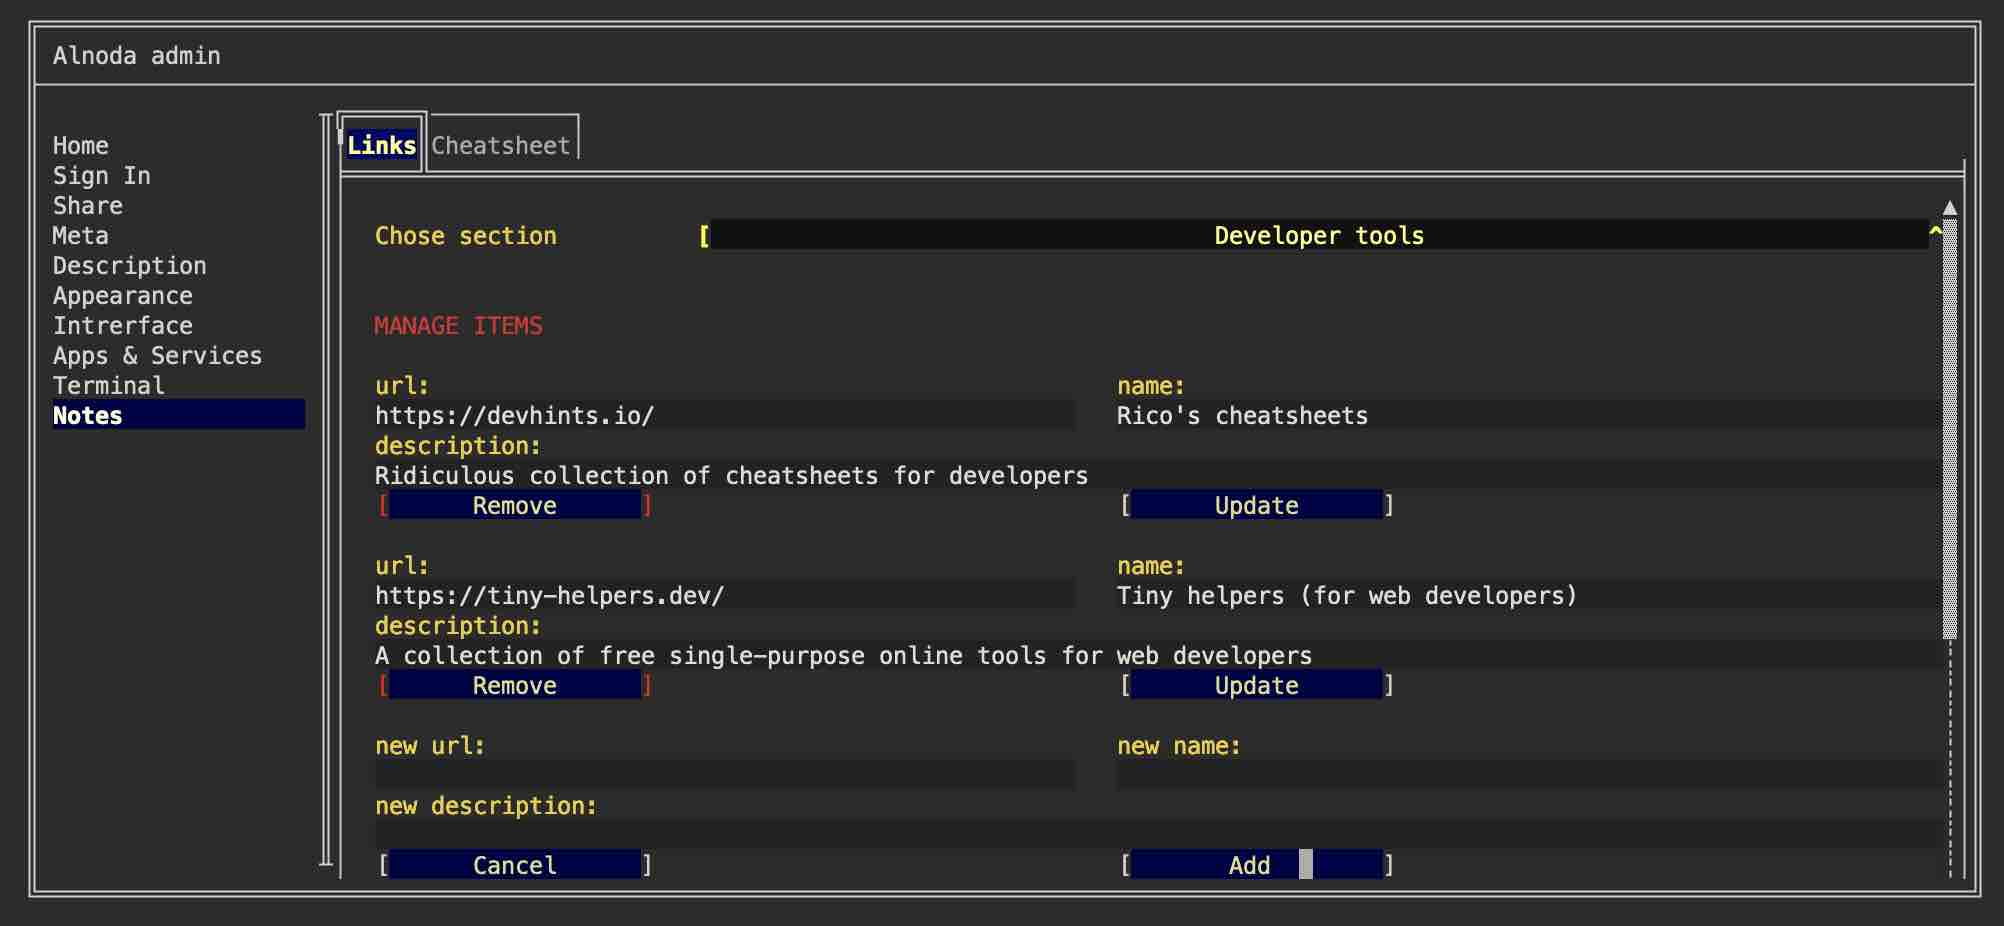 Alnoda admin
Home
Sign In
Share
Meta
Description
Appearance
Intrerface
Apps & Services
Terminal
Notes
Links Cheatsheet
Chose section [ Developer tools ^
MANAGE ITEMS
url: name:
https://devhints.io/ Rico's cheatsheets
description:
Ridiculous collection of cheatsheets for developers
[ Remove ] [ Update ]
url: name:
https://tiny-helpers.dev/ Tiny helpers (for web developers)
description:
A collection of free single-purpose online tools for web developers
[ Remove ] [ Update ]
new url: new name:
new description:
[ Cancel ] [ Add ]